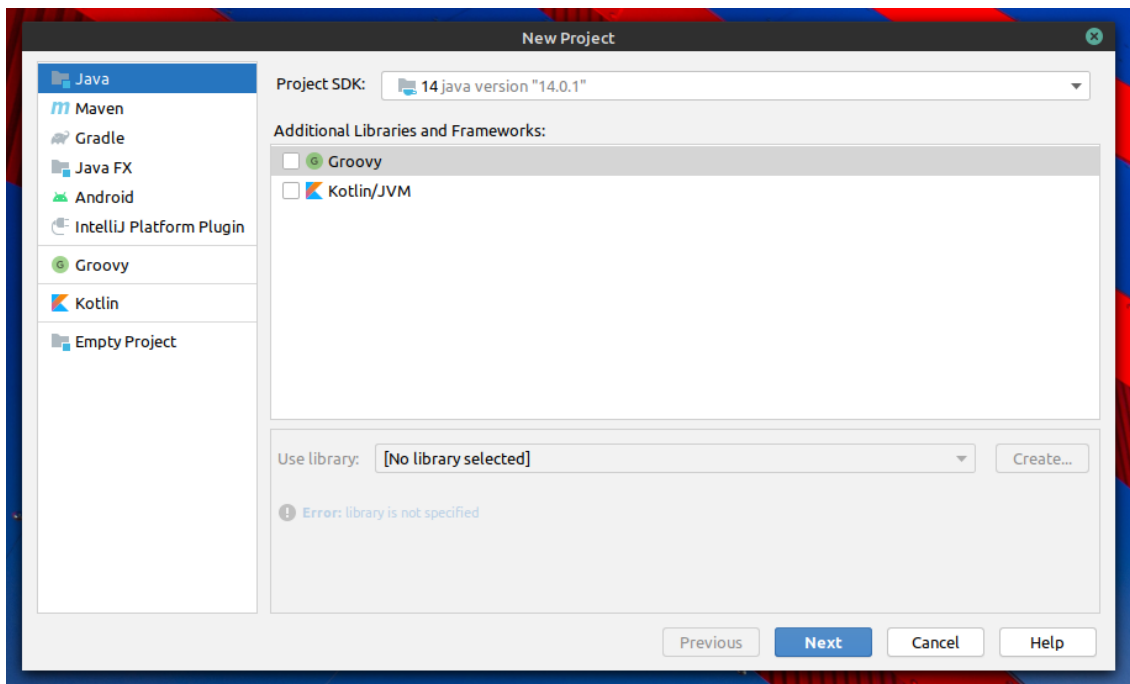 New Project
Java
Maven
Gradle
Java FX
Android
IntelliJ Platform Plugin
Groovy
Kotlin
Empty Project
Project SDK: 14 java version "14.0.1"
Additional Libraries and Frameworks:
Groovy
Kotlin/JVM
Use library: [No library selected] Create...
Error: library is not specified
Previous Next Cancel Help